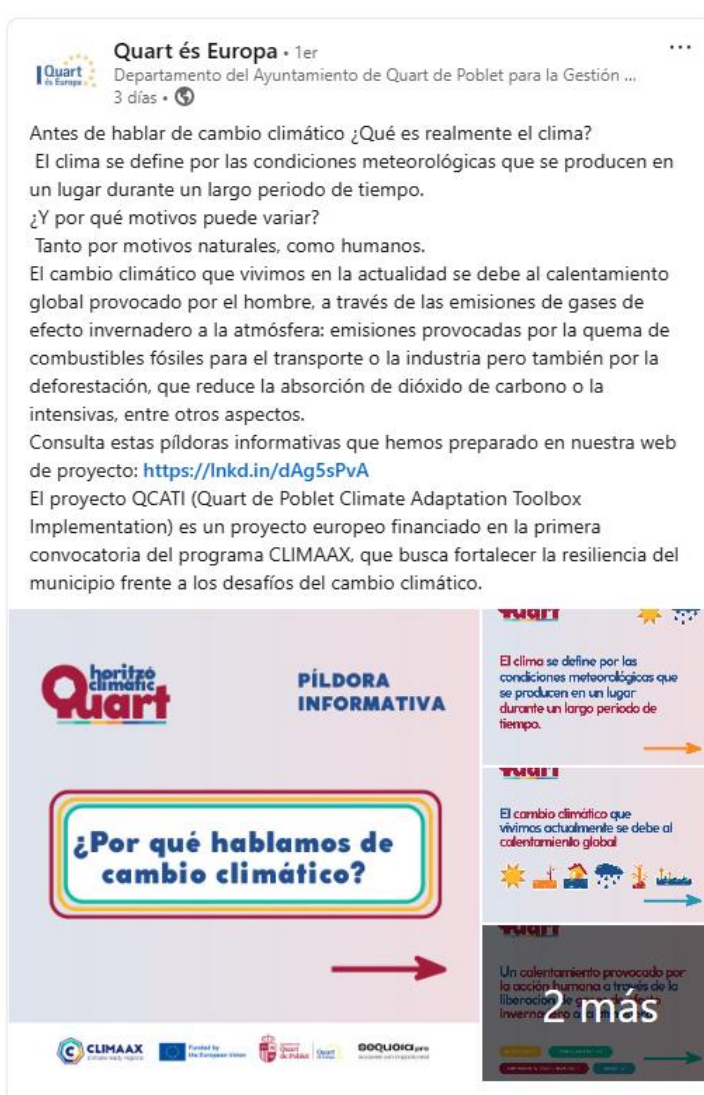 Quart és Europa • 1er
Departamento del Ayuntamiento de Quart de Poblet para la Gestión ...
3 días •
Antes de hablar de cambio climático ¿Qué es realmente el clima?
El clima se define por las condiciones meteorológicas que se producen en
un lugar durante un largo periodo de tiempo.
¿Y por qué motivos puede variar?
Tanto por motivos naturales, como humanos.
El cambio climático que vivimos en la actualidad se debe al calentamiento
global provocado por el hombre, a través de las emisiones de gases de
efecto invernadero a la atmósfera: emisiones provocadas por la quema de
combustibles fósiles para el transporte o la industria pero también por la
deforestación, que reduce la absorción de dióxido de carbono o la
intensivas, entre otros aspectos.
Consulta estas píldoras informativas que hemos preparado en nuestra web
de proyecto: https://lnkd.in/dAg5sPvA
El proyecto QCATI (Quart de Poblet Climate Adaptation Toolbox
Implementation) es un proyecto europeo financiado en la primera
convocatoria del programa CLIMAAX, que busca fortalecer la resiliencia del
municipio frente a los desafíos del cambio climático.
horitzó
climàtic
Quart
PÍLDORA
INFORMATIVA
¿Por qué hablamos de
cambio climático?
CLIMAAX
Funded by
the European Union
Quart
de Poblet
Quart
sequoia pro
Quart
El clima se define por las
condiciones meteorológicas que
se producen en un lugar
durante un largo periodo de
tiempo.
Quart
El cambio climático que
vivimos actualmente se debe al
calentamiento global
Quart
Un calentamiento provocado por
la acción humana a través de la
liberación de gases de efecto
invernadero a
2 más